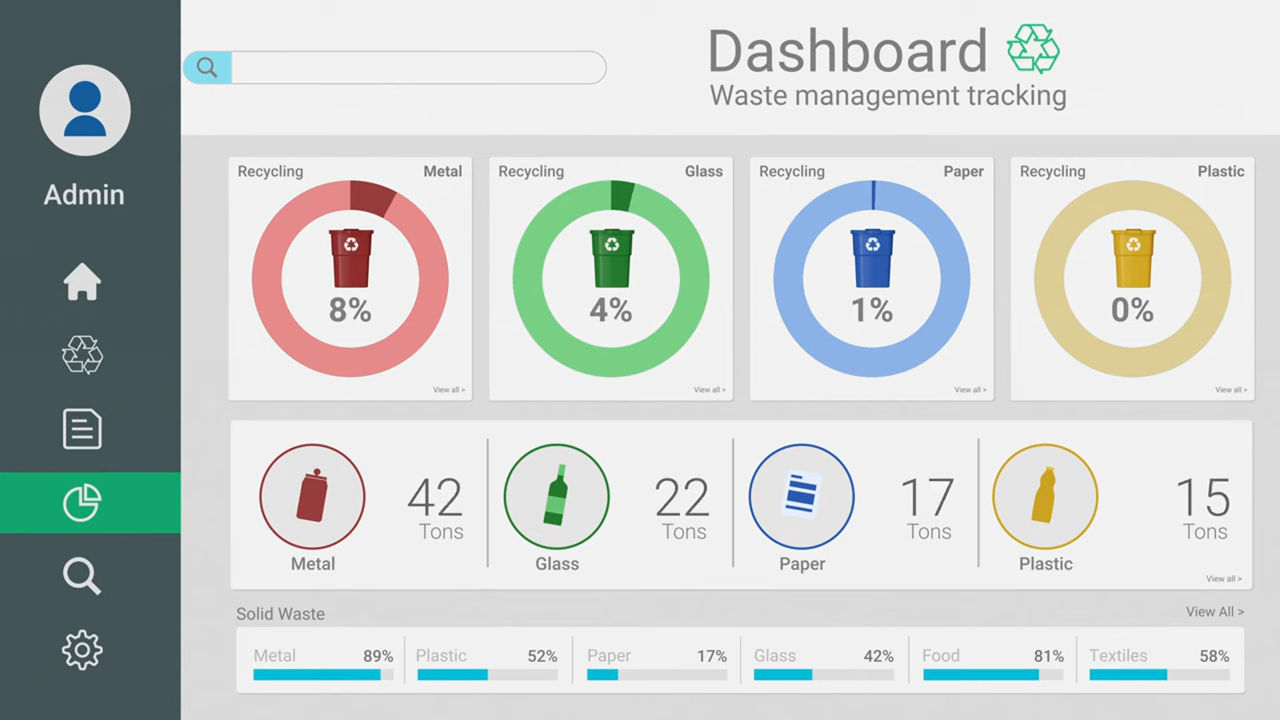 Dashboard
Waste management tracking
Admin
Recycling Metal
8%
View all >
Recycling Glass
4%
View all >
Recycling Paper
1%
View all >
Recycling Plastic
0%
View all >
42
Tons
Metal
22
Tons
Glass
17
Tons
Paper
15
Tons
Plastic
View all >
Solid Waste
View All >
Metal 89%
Plastic 52%
Paper 17%
Glass 42%
Food 81%
Textiles 58%